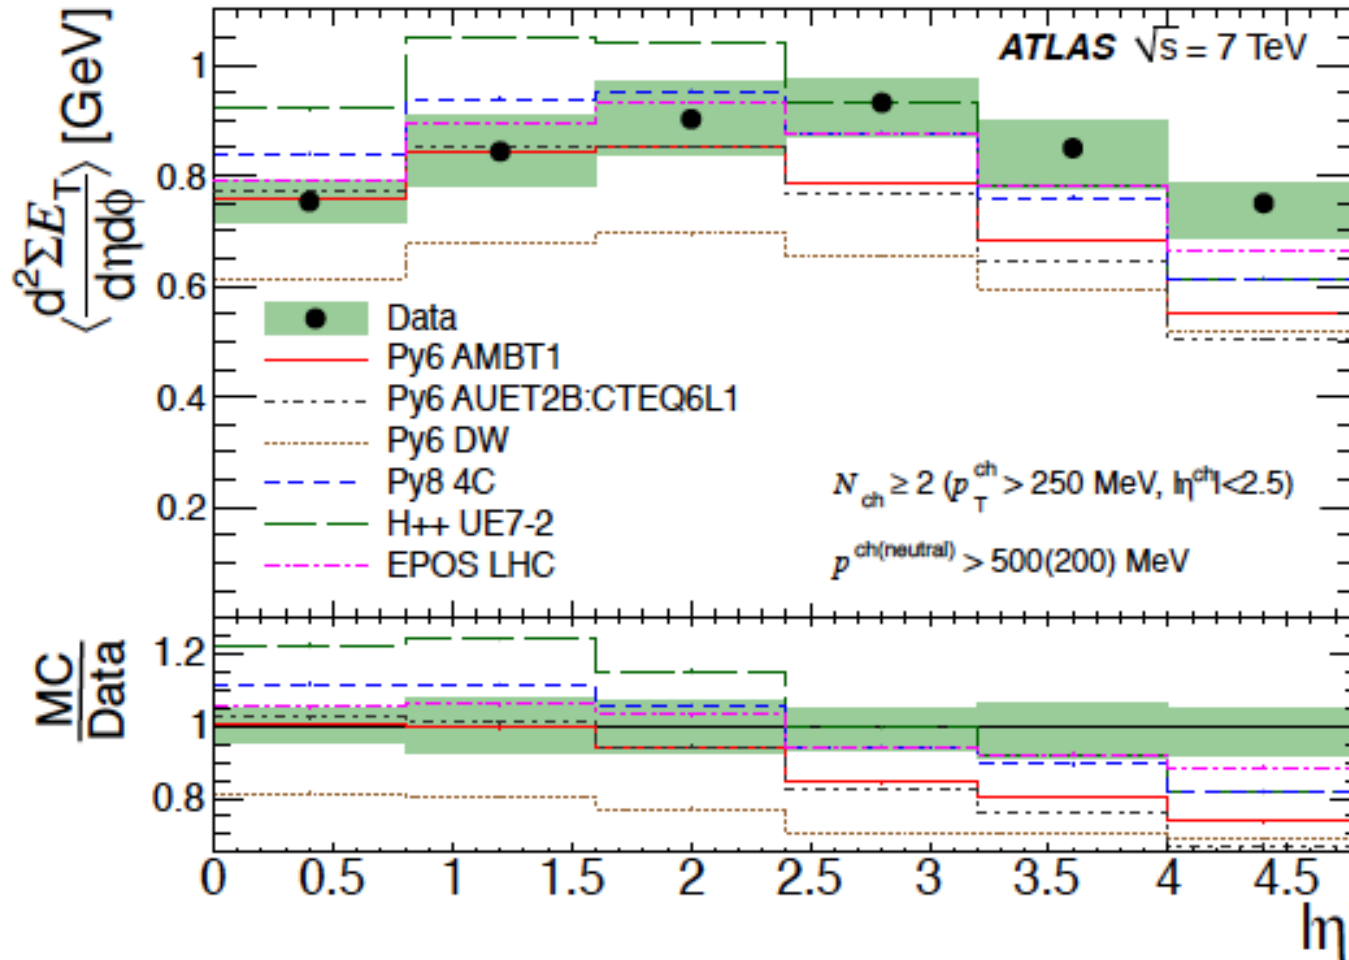 ATLAS √s = 7 TeV
⟨d²ΣE_T/dηdϕ⟩ [GeV]
1
0.8
0.6
0.4
0.2
Data
Py6 AMBT1
Py6 AUET2B:CTEQ6L1
Py6 DW
Py8 4C
H++ UE7-2
EPOS LHC
N_ch ≥ 2 (p_T^ch > 250 MeV, |η^ch|<2.5)
p^ch(neutral) > 500(200) MeV
MC/Data
1.2
1
0.8
0 0.5 1 1.5 2 2.5 3 3.5 4 4.5
|η